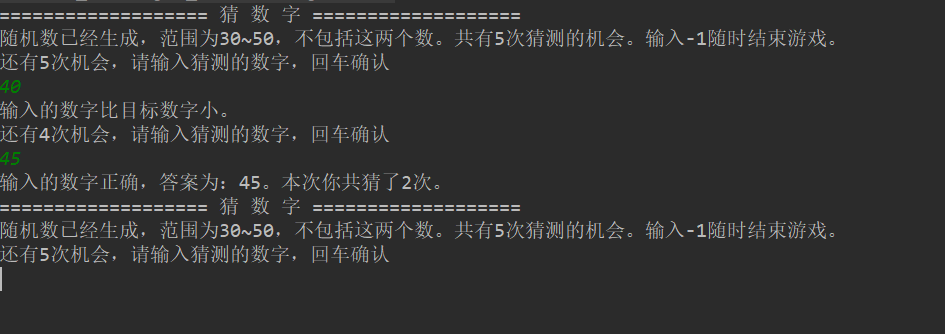 =================== 猜 数 字 ===================
随机数已经生成，范围为30~50，不包括这两个数。共有5次猜测的机会。输入-1随时结束游戏。
还有5次机会，请输入猜测的数字，回车确认
40
输入的数字比目标数字小。
还有4次机会，请输入猜测的数字，回车确认
45
输入的数字正确，答案为：45。本次你共猜了2次。
=================== 猜 数 字 ===================
随机数已经生成，范围为30~50，不包括这两个数。共有5次猜测的机会。输入-1随时结束游戏。
还有5次机会，请输入猜测的数字，回车确认